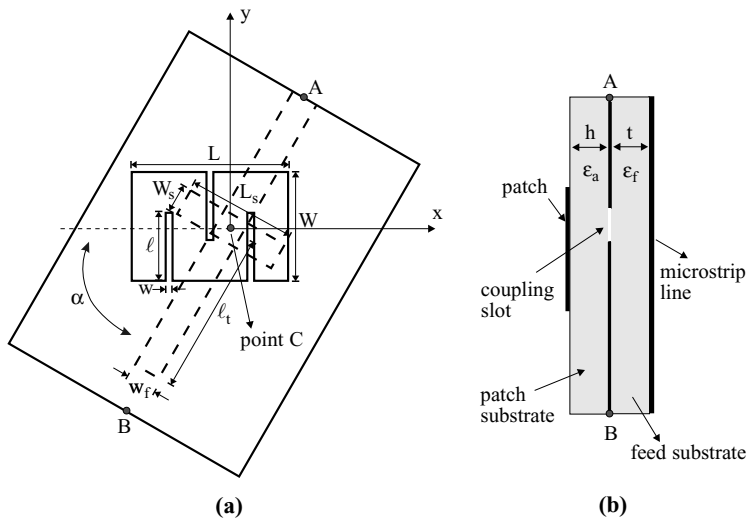 y
A
L
W_s
L_s
W
x
ℓ
w
α
ℓ_t
point C
w_f
B
(a)
A
h
t
ε_a
ε_f
patch
coupling
slot
microstrip
line
patch
substrate
B
feed substrate
(b)